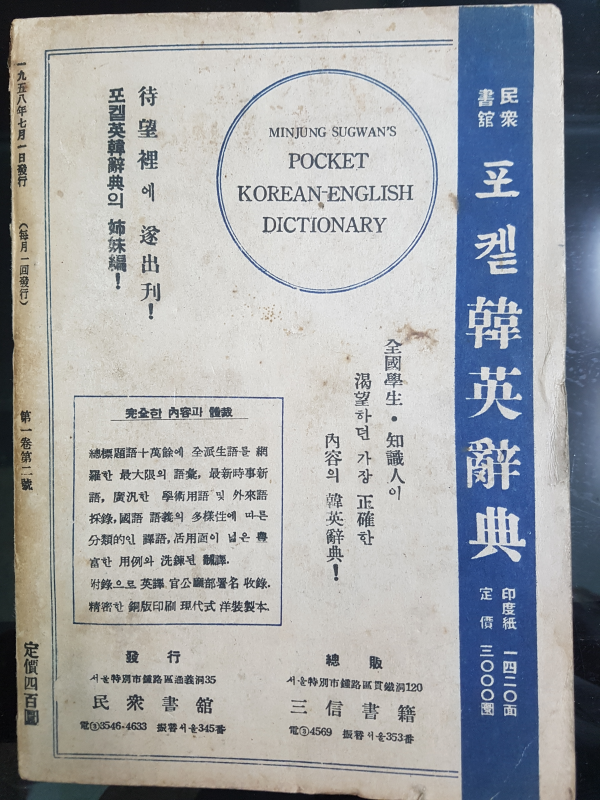 民衆
書館
포켙 韓英辭典
印度紙 一四二〇面
定價 三〇〇〇圜
MINJUNG SUGWAN'S
POCKET
KOREAN-ENGLISH
DICTIONARY
待望裡에 遂出刊!
포켙英韓辭典의 姉妹編!
全國學生·知識人이
渴望하던 가장 正確한
內容의 韓英辭典!
完全한 內容과 體裁
總標題語十萬餘에 全派生語를 網
羅한 最大限의 語彙, 最新時事新
語, 廣汎한 學術用語 및 外來語
採錄, 國語 語義의 多樣性에 따른
分類的인 譯語, 活用面이 넓은 豊
富한 用例와 洗鍊된 飜譯.
附錄으로 英譯 官公廳部署名 收錄.
精密한 銅版印刷 現代式 洋裝製本.
發行
서울特別市鍾路區通義洞35
民衆書館
電③3546·4633 振替서울345番
總販
서울特別市鍾路區貫鐵洞120
三信書籍
電③4569 振替서울353番
一九五八年七月一日發行
(每月一回發行)
第一卷第二號
定價四百圜